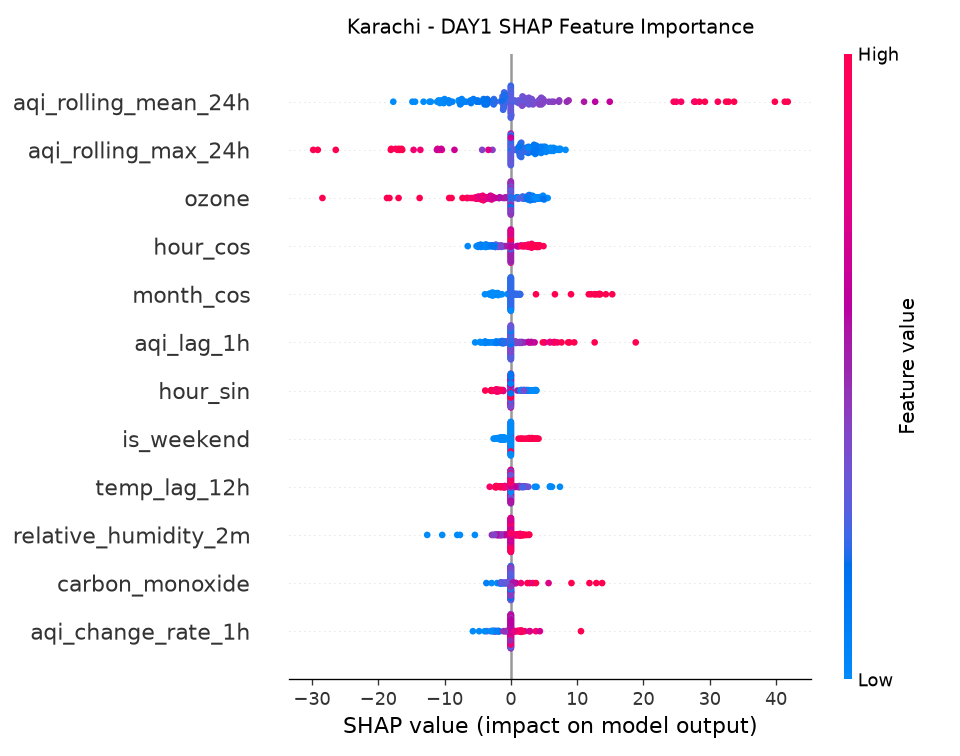 Karachi - DAY1 SHAP Feature Importance
High
aqi_rolling_mean_24h
aqi_rolling_max_24h
ozone
hour_cos
month_cos
aqi_lag_1h
hour_sin
is_weekend
temp_lag_12h
relative_humidity_2m
carbon_monoxide
aqi_change_rate_1h
Feature value
Low
−30 −20 −10 0 10 20 30 40
SHAP value (impact on model output)